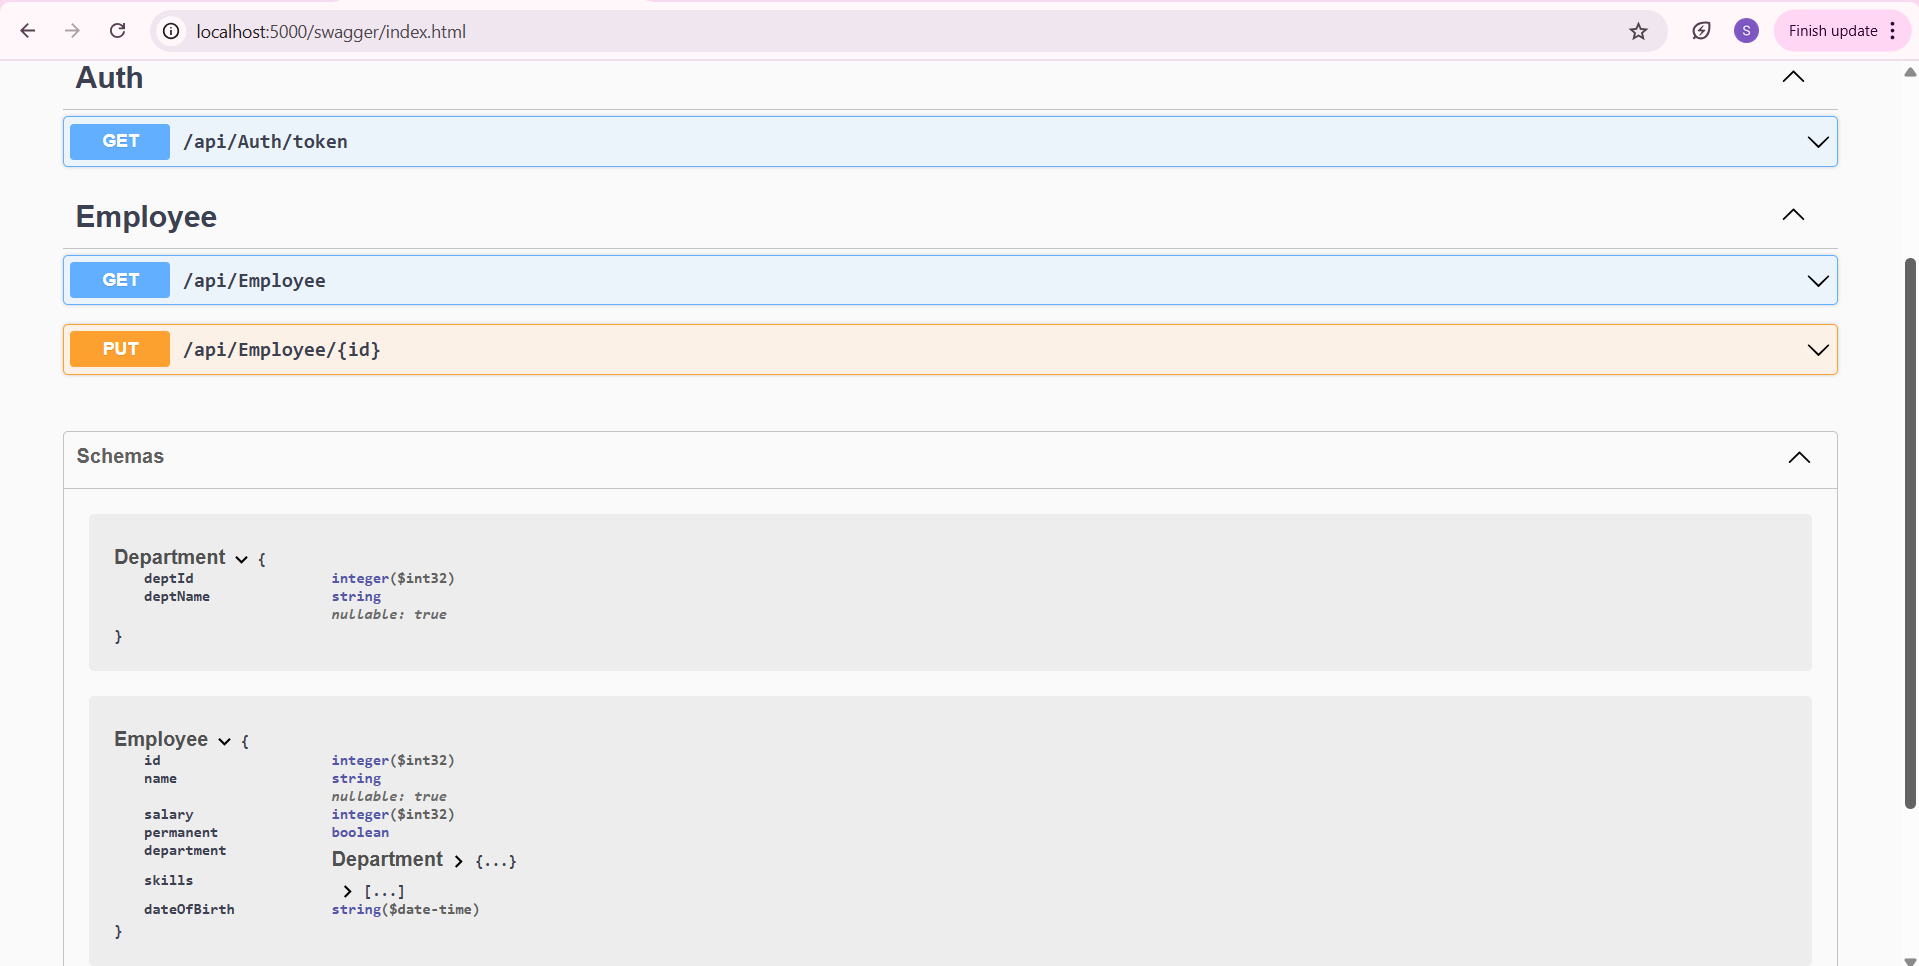 localhost:5000/swagger/index.html
S
Finish update
Auth
GET /api/Auth/token
Employee
GET /api/Employee
PUT /api/Employee/{id}
Schemas
Department {
deptId integer($int32)
deptName string
nullable: true
}
Employee {
id integer($int32)
name string
nullable: true
salary integer($int32)
permanent boolean
department Department {...}
skills [...]
dateOfBirth string($date-time)
}